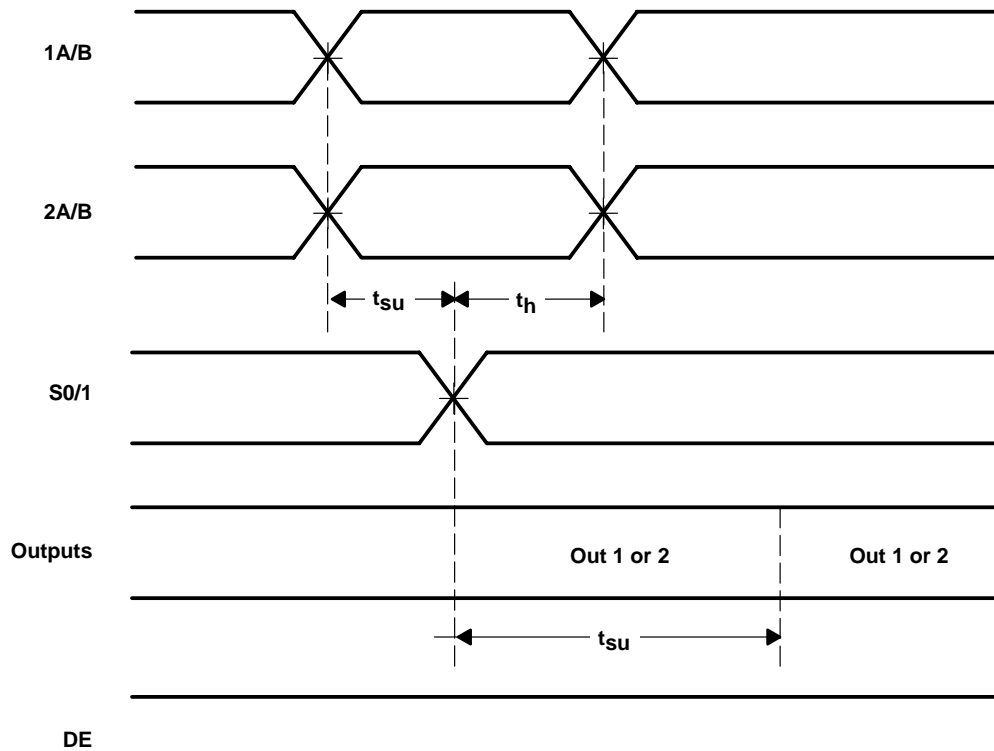 1A/B
2A/B
tsu
th
S0/1
Outputs
Out 1 or 2
Out 1 or 2
tsu
DE